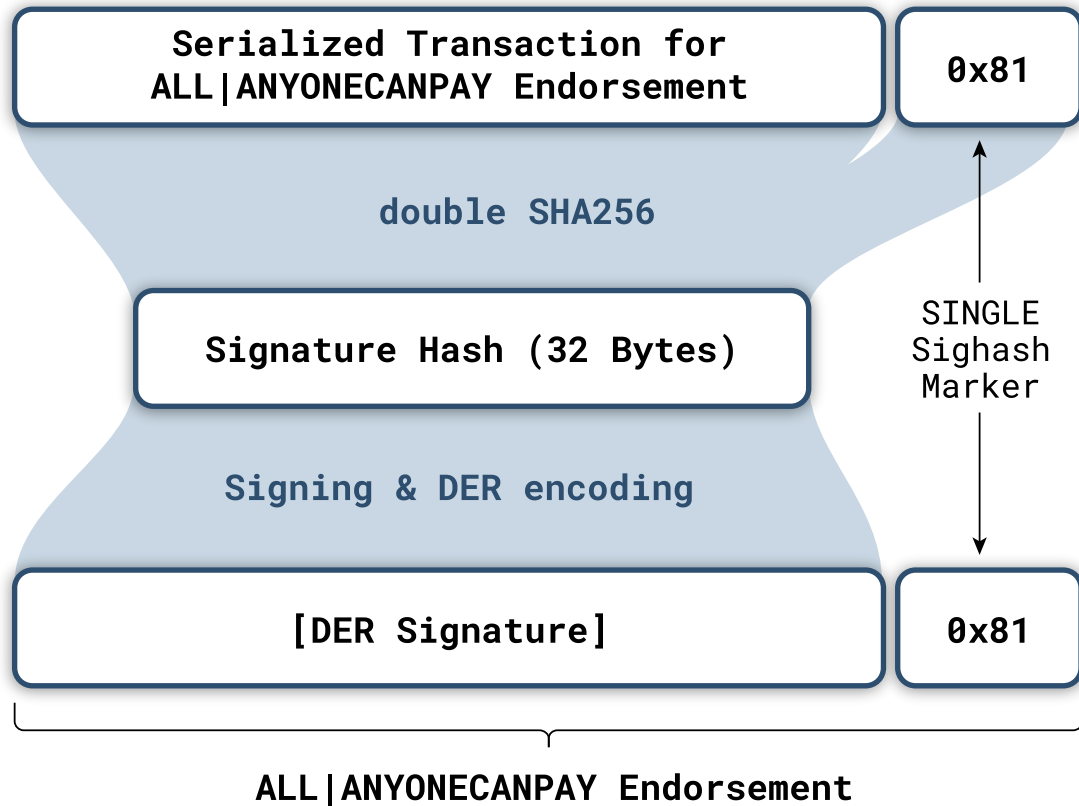 Serialized Transaction for
ALL|ANYONECANPAY Endorsement
0x81
double SHA256
Signature Hash (32 Bytes)
SINGLE
Sighash
Marker
Signing & DER encoding
[DER Signature]
0x81
ALL|ANYONECANPAY Endorsement